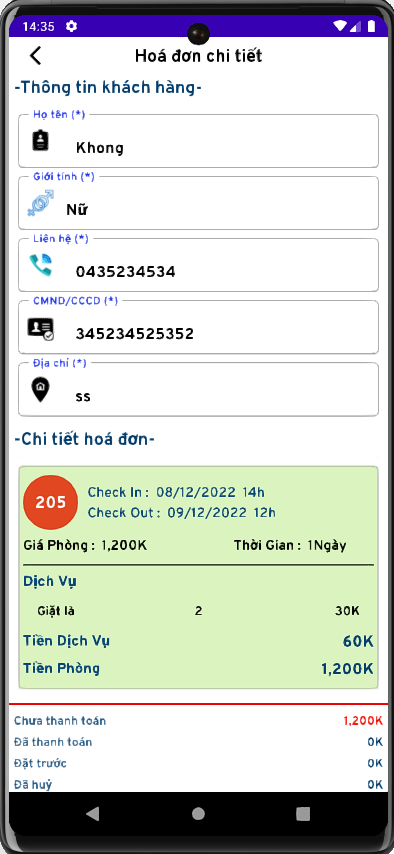 14:35
Hoá đơn chi tiết
-Thông tin khách hàng-
Họ tên (*)
Khong
Giới tính (*)
Nữ
Liên hệ (*)
0435234534
CMND/CCCD (*)
345234525352
Địa chỉ (*)
ss
-Chi tiết hoá đơn-
205
Check In : 08/12/2022 14h
Check Out : 09/12/2022 12h
Giá Phòng : 1,200K Thời Gian : 1Ngày
Dịch Vụ
Giặt là 2 30K
Tiền Dịch Vụ 60K
Tiền Phòng 1,200K
Chưa thanh toán 1,200K
Đã thanh toán 0K
Đặt trước 0K
Đã huỷ 0K